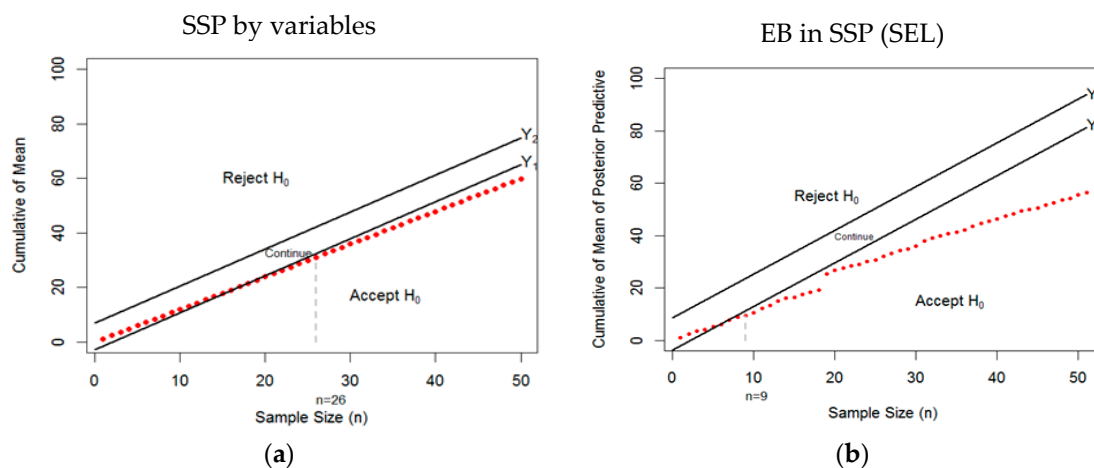 SSP by variables
100
80
60
40
20
0
Cumulative of Mean
Y₂
Y₁
Reject H₀
Continue
Accept H₀
0 10 20 30 40 50
n=26
Sample Size (n)
(a)
EB in SSP (SEL)
100
80
60
40
20
0
Cumulative of Mean of Posterior Predictive
Y
Y
Reject H₀
Continue
Accept H₀
0 10 20 30 40 50
n=9
Sample Size (n)
(b)